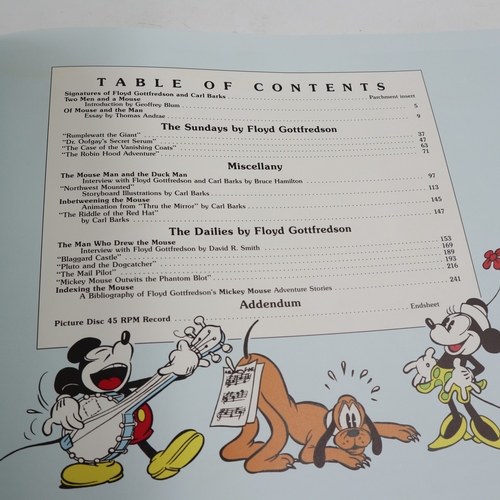 TABLE OF CONTENTS
Signatures of Floyd Gottfredson and Carl Barks Parchment insert
Two Men and a Mouse
Introduction by Geoffrey Blum 5
Of Mouse and the Man
Essay by Thomas Andrae 9
The Sundays by Floyd Gottfredson
"Rumplewatt the Giant" 37
"Dr. Oofgay's Secret Serum" 47
"The Case of the Vanishing Coats" 63
"The Robin Hood Adventure" 71
Miscellany
The Mouse Man and the Duck Man
Interview with Floyd Gottfredson and Carl Barks by Bruce Hamilton 97
"Northwest Mounted"
Storyboard Illustrations by Carl Barks 113
Inbetweening the Mouse
Animation from "Thru the Mirror" by Carl Barks 145
"The Riddle of the Red Hat"
by Carl Barks 147
The Dailies by Floyd Gottfredson
The Man Who Drew the Mouse
Interview with Floyd Gottfredson by David R. Smith 153
"Blaggard Castle" 169
"Pluto and the Dogcatcher" 189
"The Mail Pilot" 193
"Mickey Mouse Outwits the Phantom Blot" 216
Indexing the Mouse
A Bibliography of Floyd Gottfredson's Mickey Mouse Adventure Stories 241
Addendum
Picture Disc 45 RPM Record Endsheet